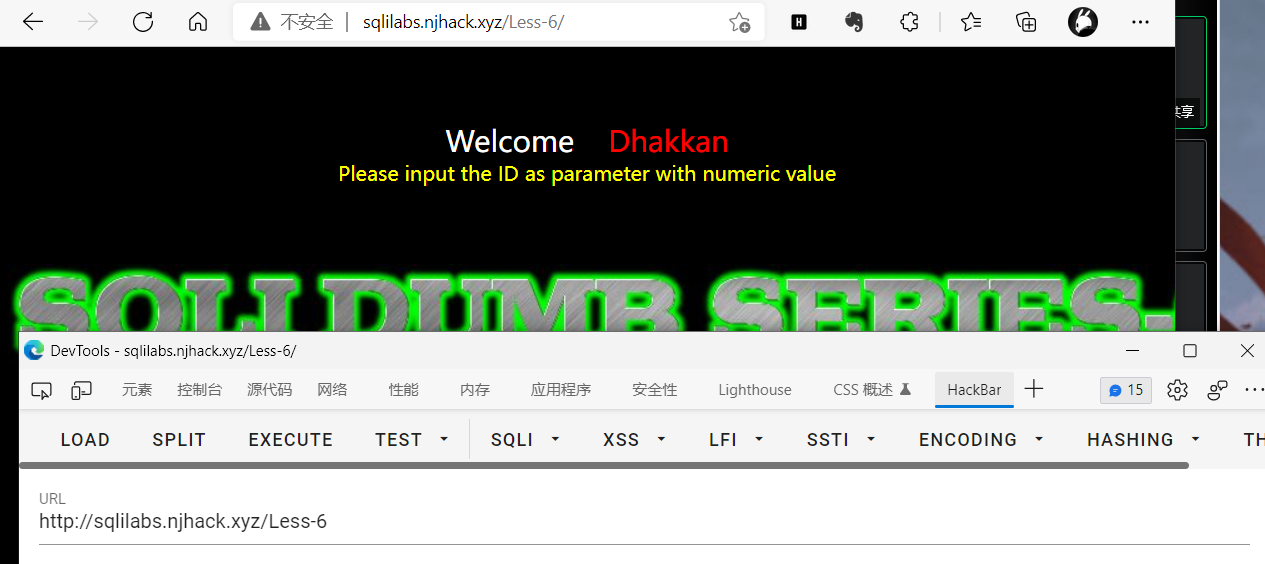 不安全 | sqlilabs.njhack.xyz/Less-6/
H
共享
Welcome Dhakkan
Please input the ID as parameter with numeric value
SQLI DUMB SERIES-
DevTools - sqlilabs.njhack.xyz/Less-6/
元素 控制台 源代码 网络 性能 内存 应用程序 安全性 Lighthouse CSS 概述 HackBar 15
LOAD SPLIT EXECUTE TEST SQLI XSS LFI SSTI ENCODING HASHING TH
URL
http://sqlilabs.njhack.xyz/Less-6